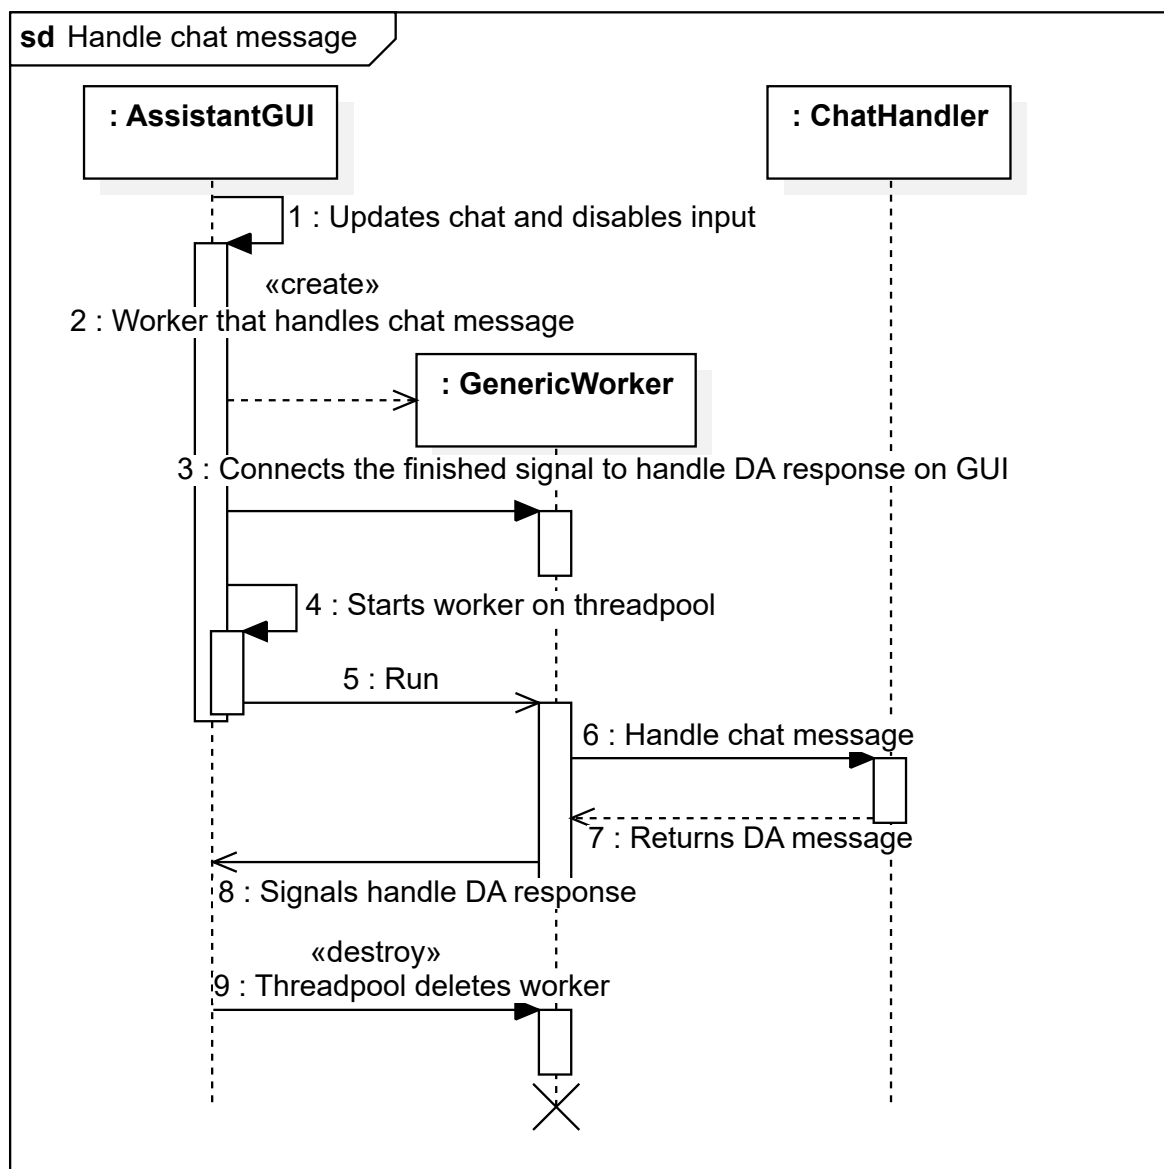 sd Handle chat message
: AssistantGUI
: ChatHandler
1 : Updates chat and disables input
«create»
2 : Worker that handles chat message
: GenericWorker
3 : Connects the finished signal to handle DA response on GUI
4 : Starts worker on threadpool
5 : Run
6 : Handle chat message
7 : Returns DA message
8 : Signals handle DA response
«destroy»
9 : Threadpool deletes worker